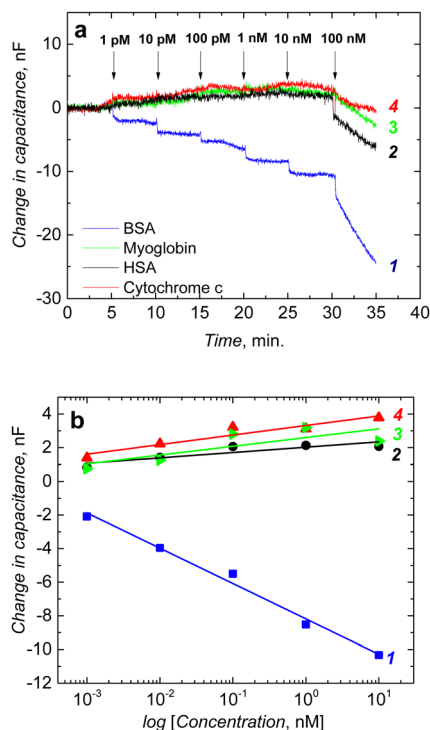 a
1 pM 10 pM 100 pM 1 nM 10 nM 100 nM
10
0
-10
-20
-30
Change in capacitance, nF
4
3
2
1
BSA
Myoglobin
HSA
Cytochrome c
0 5 10 15 20 25 30 35 40
Time, min.
b
4
2
0
-2
-4
-6
-8
-10
-12
Change in capacitance, nF
4
3
2
1
10⁻³ 10⁻² 10⁻¹ 10⁰ 10¹
log [Concentration, nM]